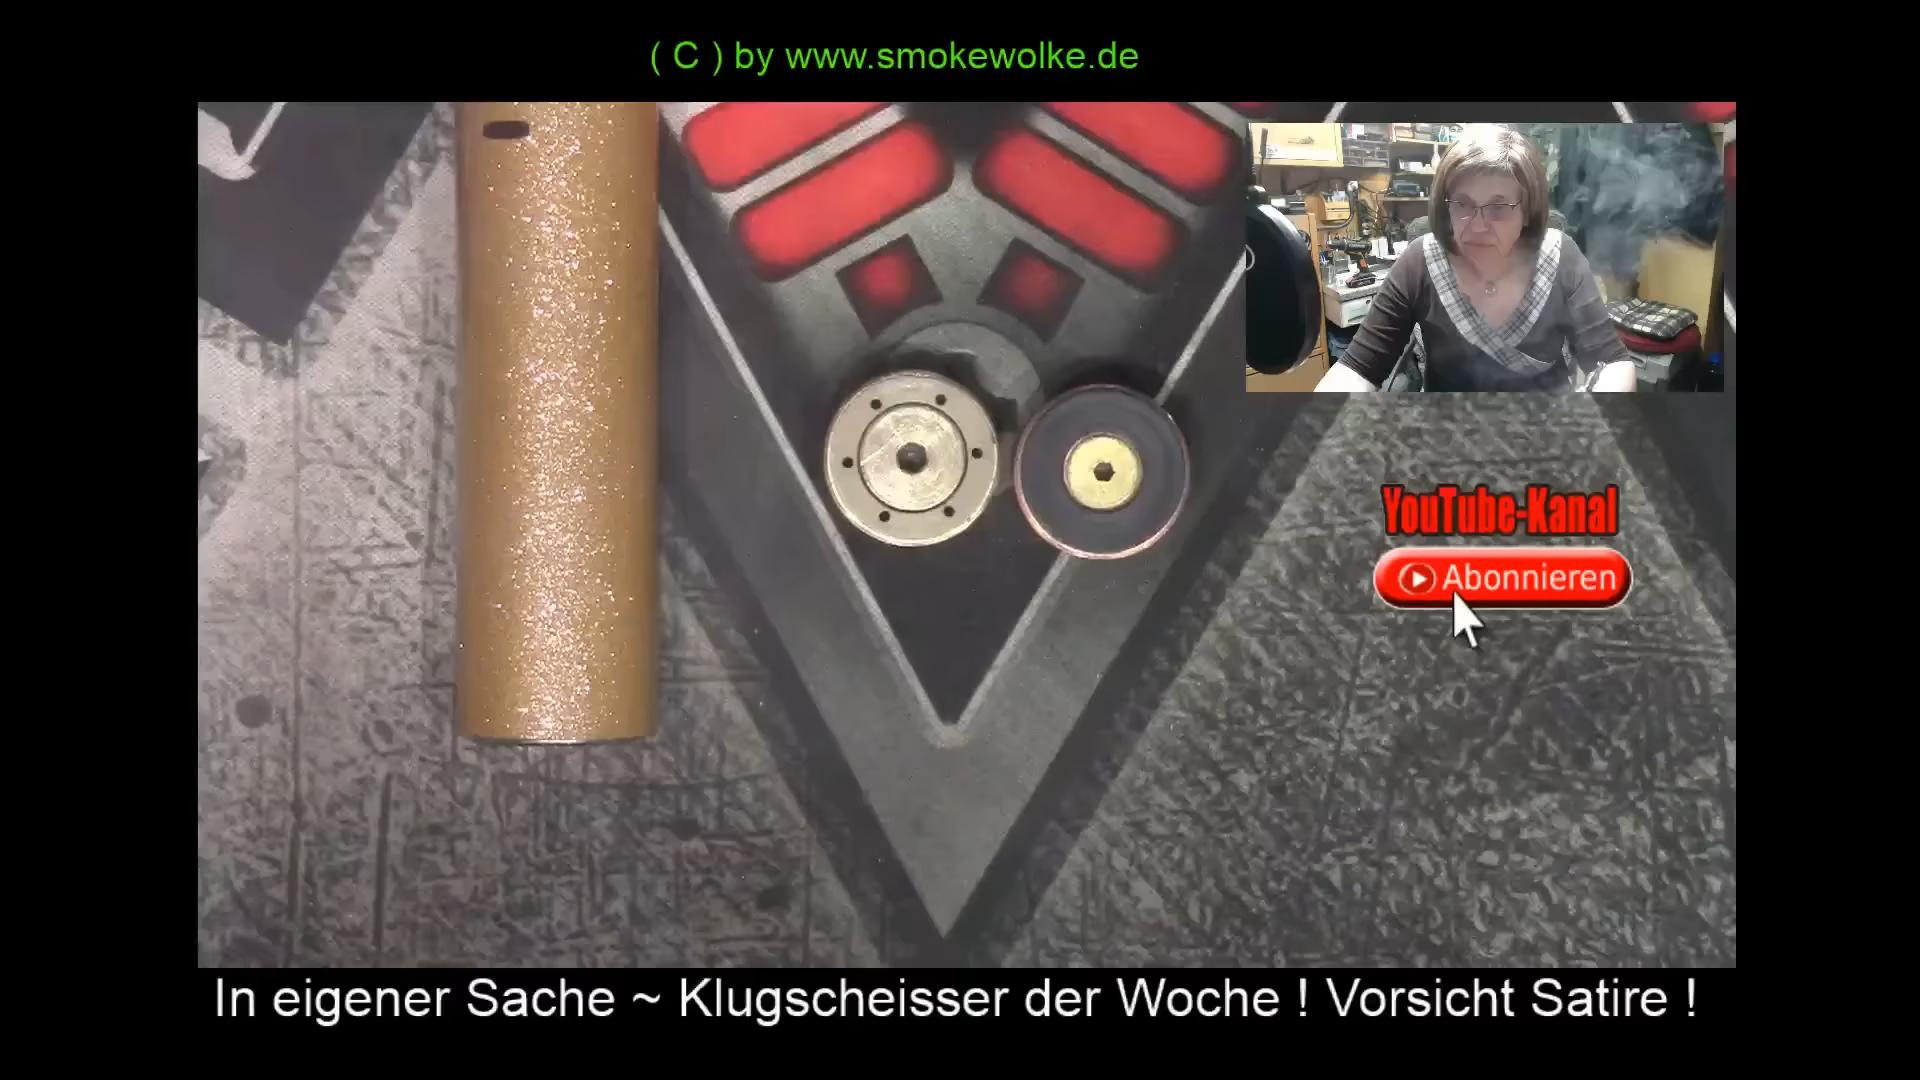 ( C ) by www.smokewolke.de
YouTube-Kanal
Abonnieren
In eigener Sache ~ Klugscheisser der Woche ! Vorsicht Satire !